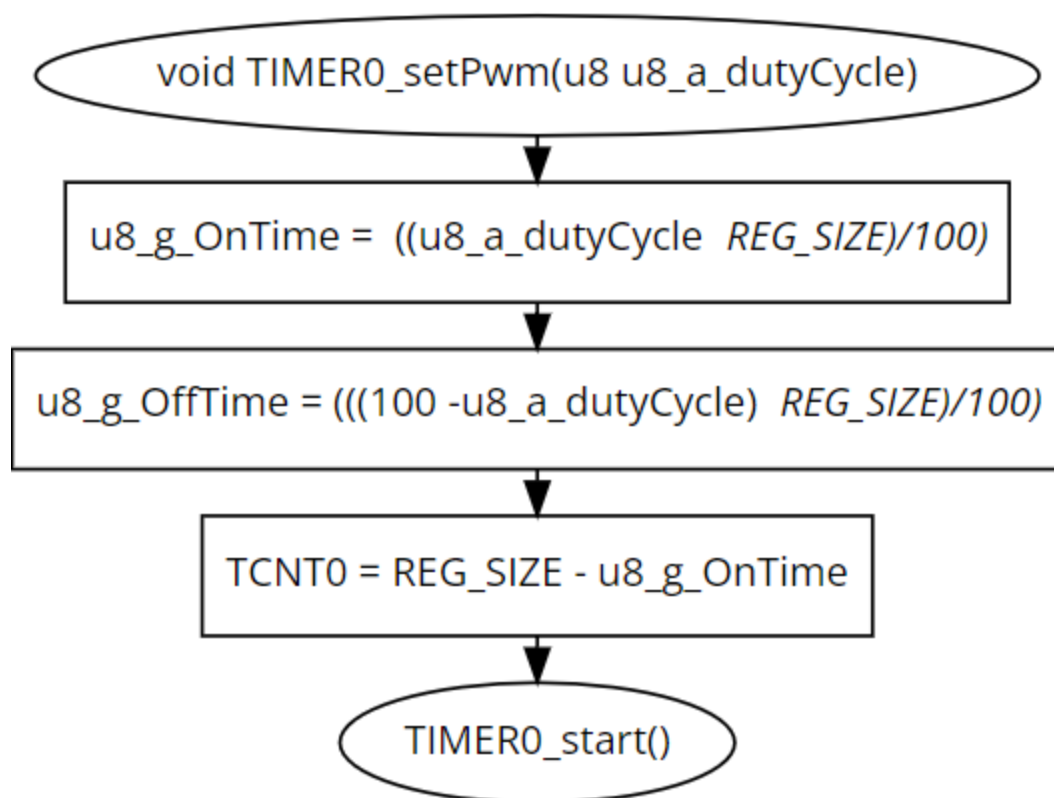 void TIMER0_setPwm(u8 u8_a_dutyCycle)
u8_g_OnTime =  ((u8_a_dutyCycle  REG_SIZE)/100)
u8_g_OffTime = (((100 -u8_a_dutyCycle)  REG_SIZE)/100)
TCNT0 = REG_SIZE - u8_g_OnTime
TIMER0_start()